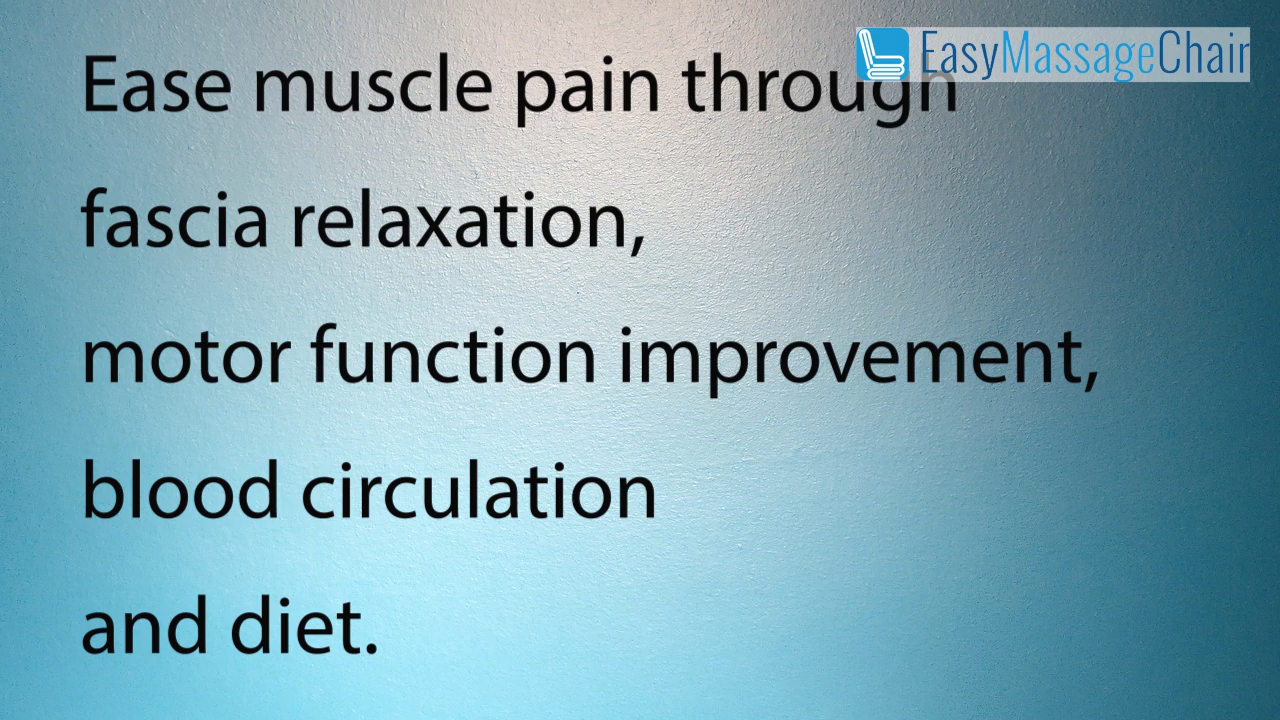 EasyMassageChair
Ease muscle pain through
fascia relaxation,
motor function improvement,
blood circulation
and diet.